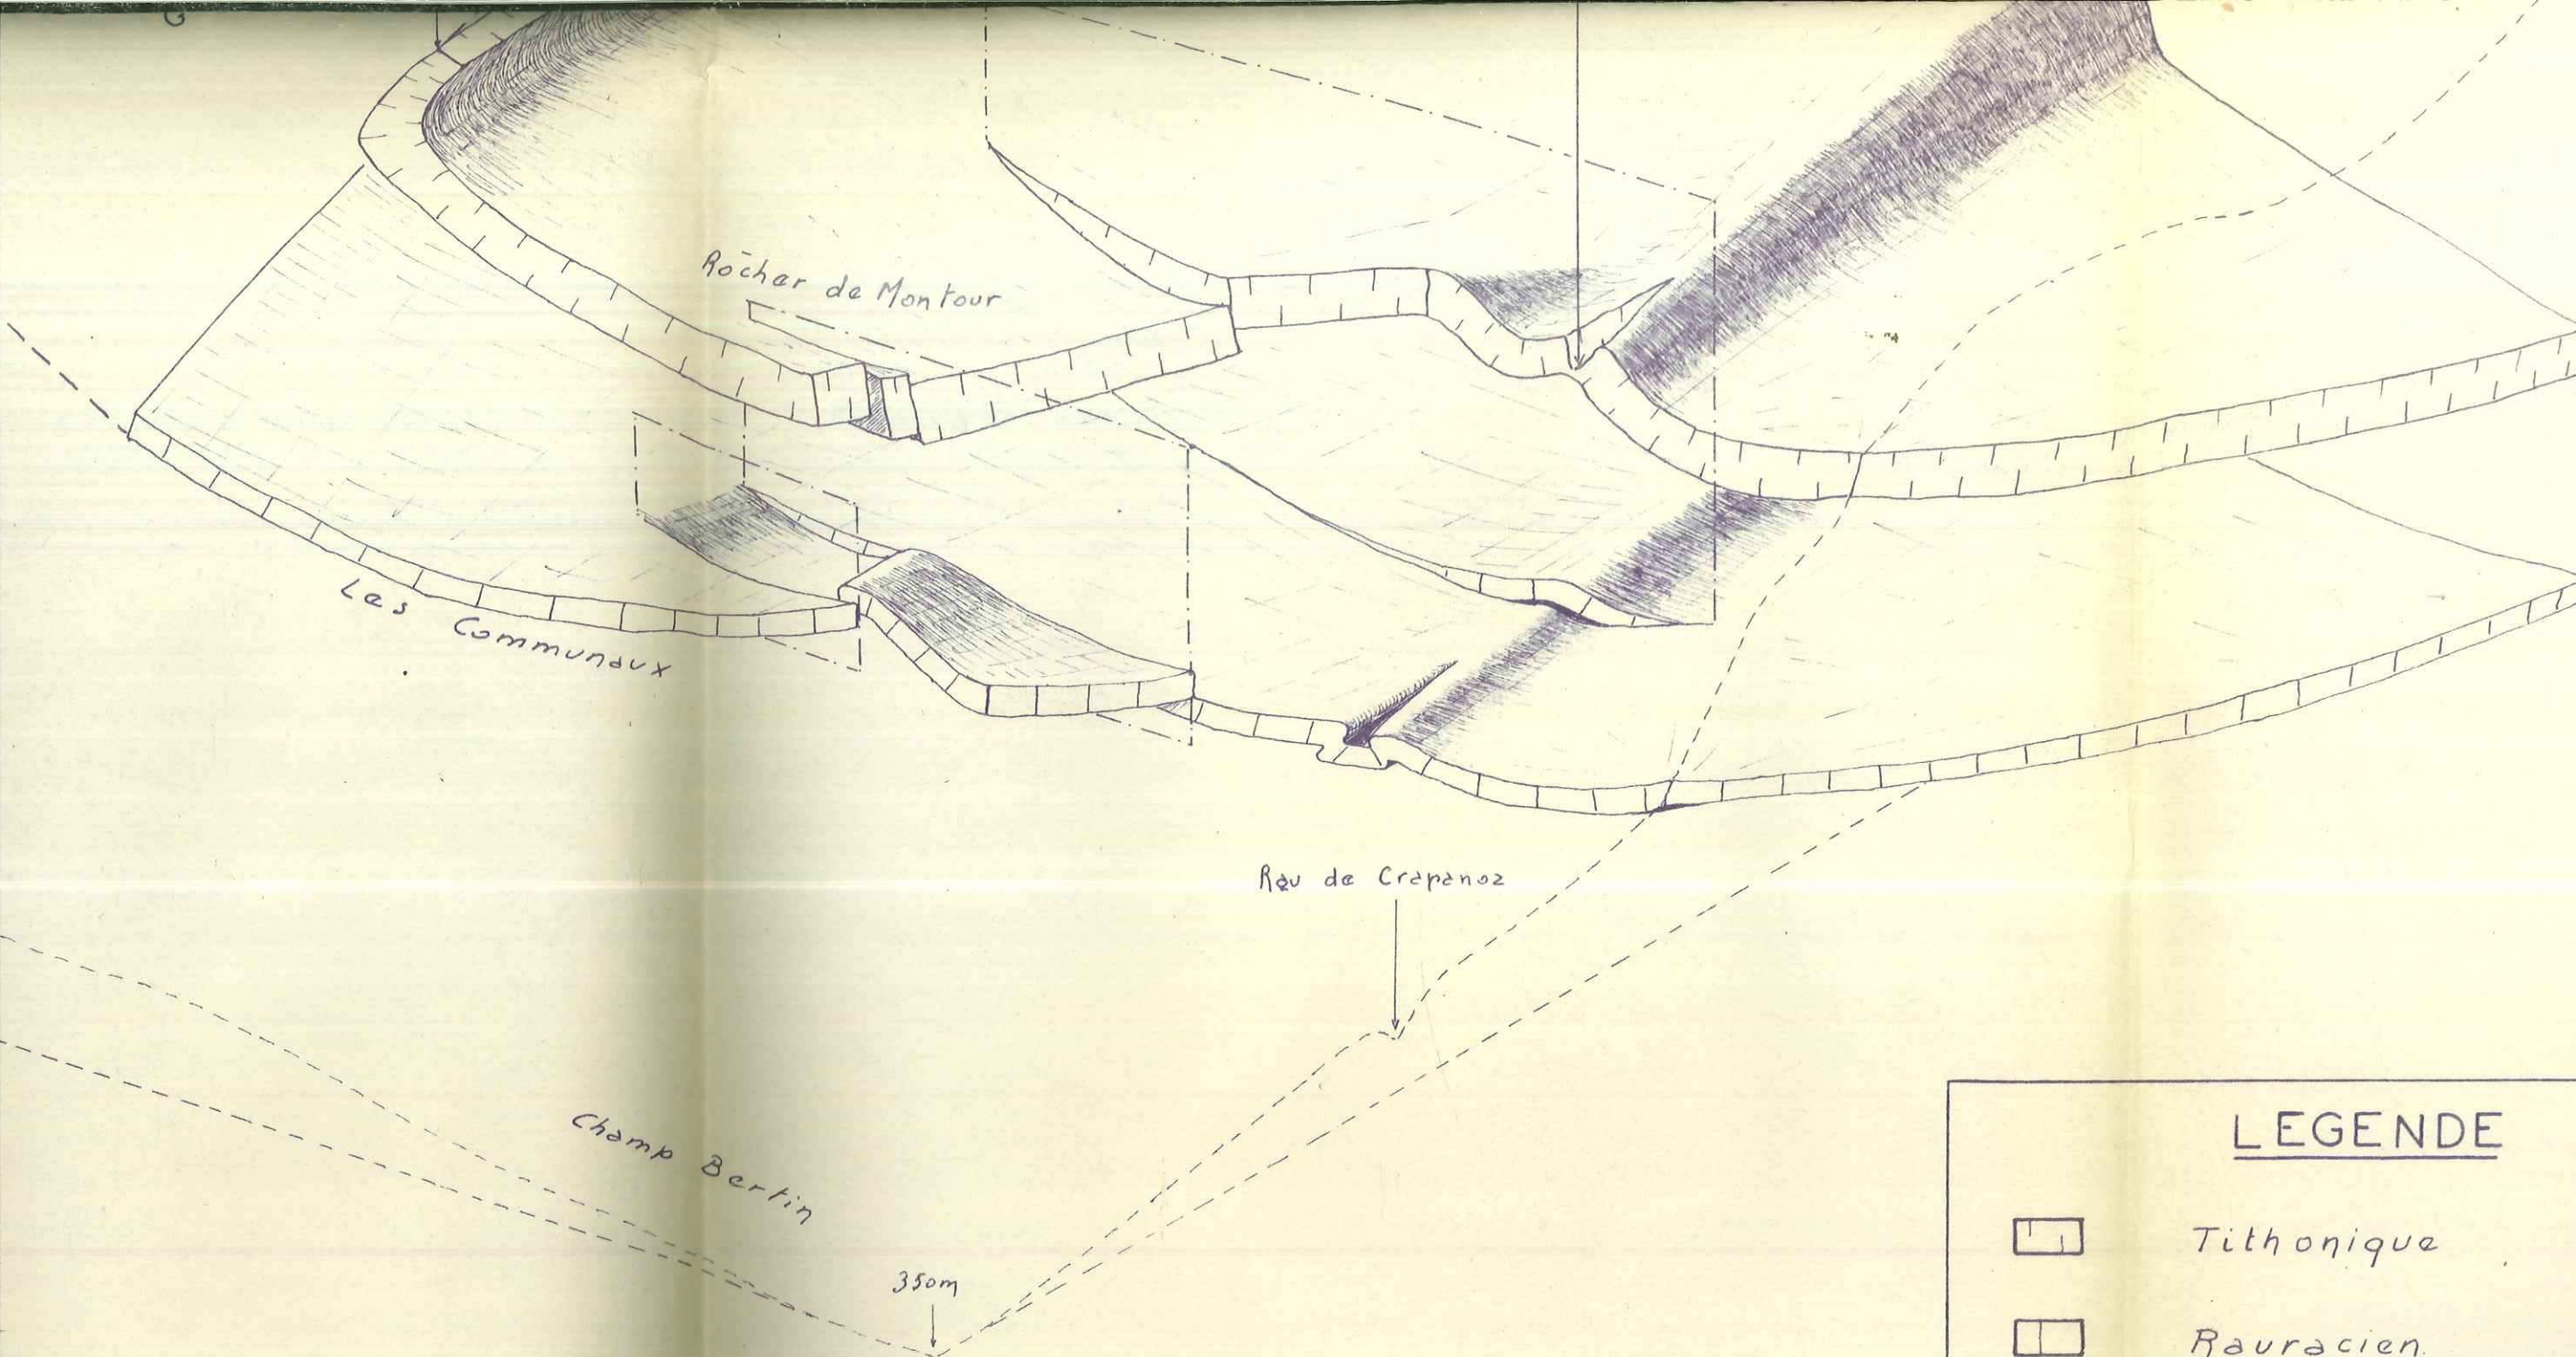 Rocher de Montour
Les Communaux
Rau de Crapanoz
Champ Bertin
350m
LEGENDE
Tithonique
Rauracien